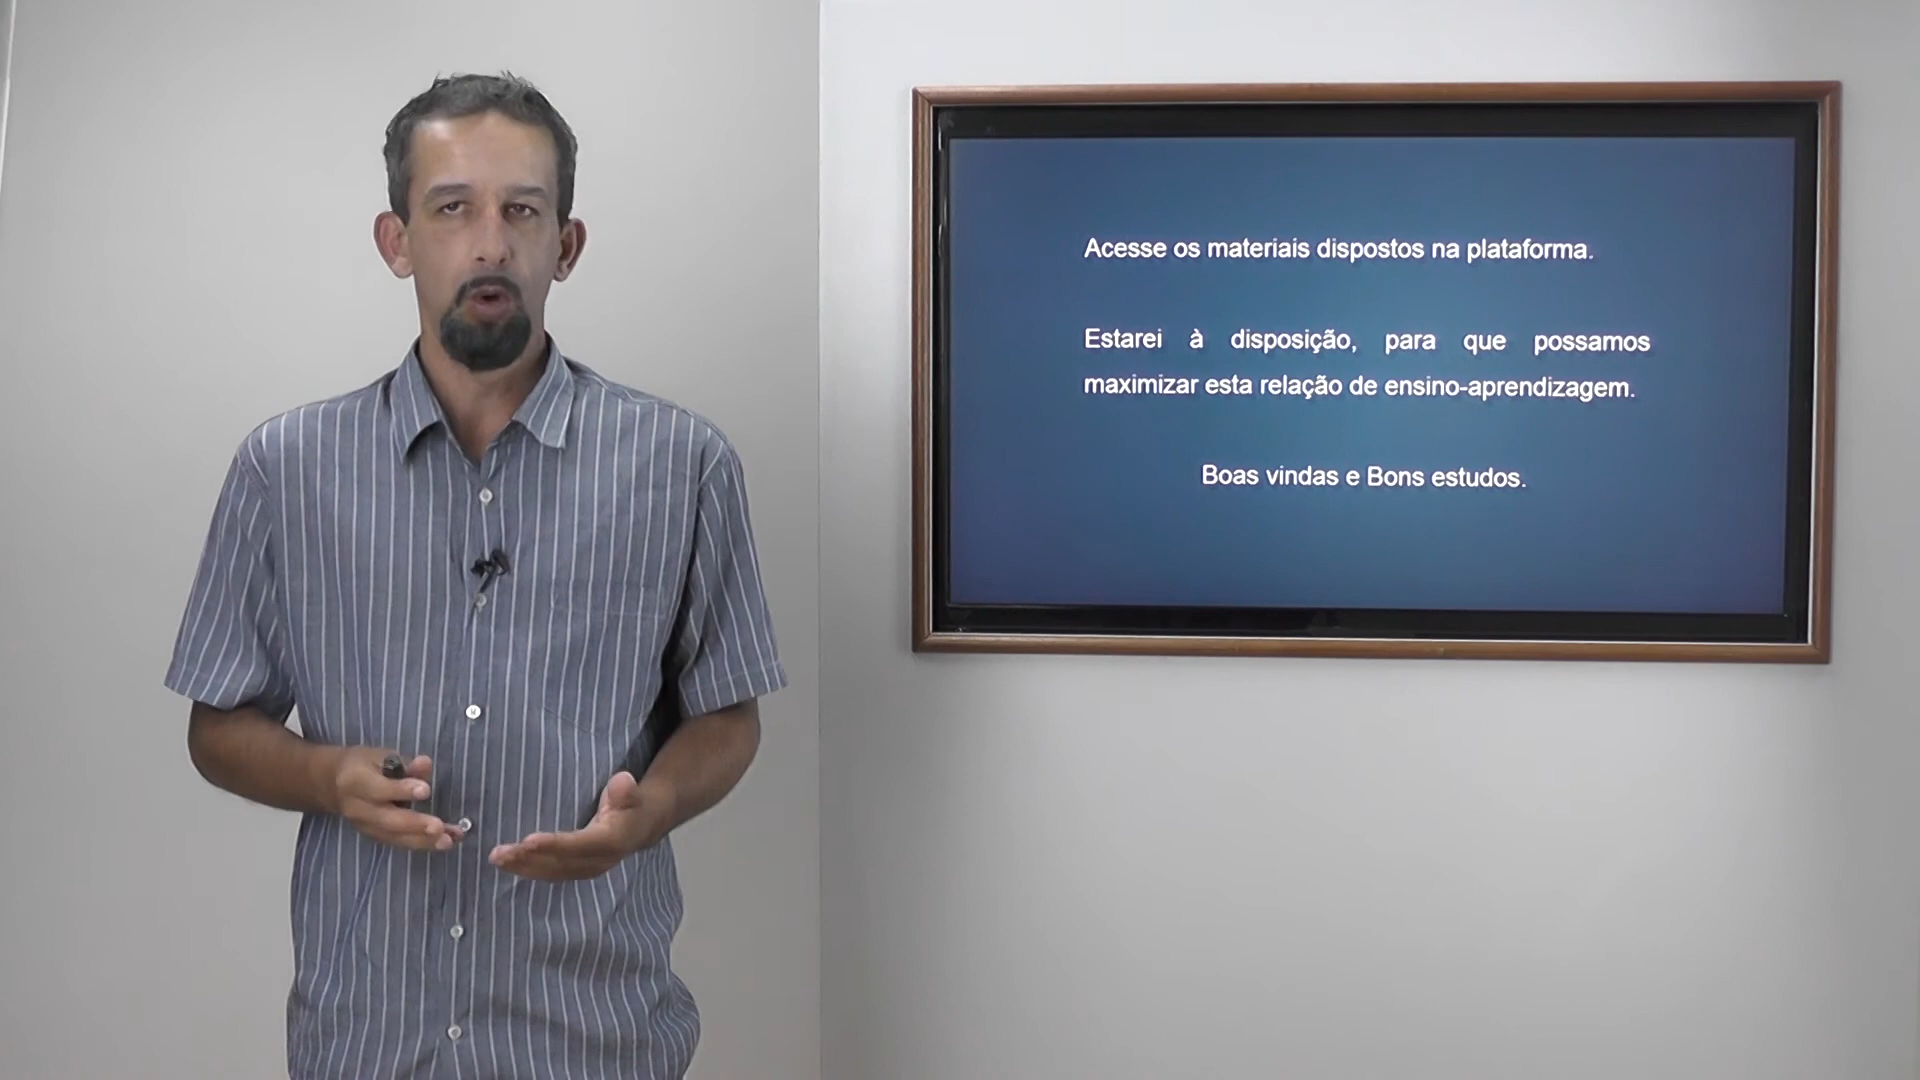 Acesse os materiais dispostos na plataforma.
Estarei à disposição, para que possamos
maximizar esta relação de ensino-aprendizagem.
Boas vindas e Bons estudos.